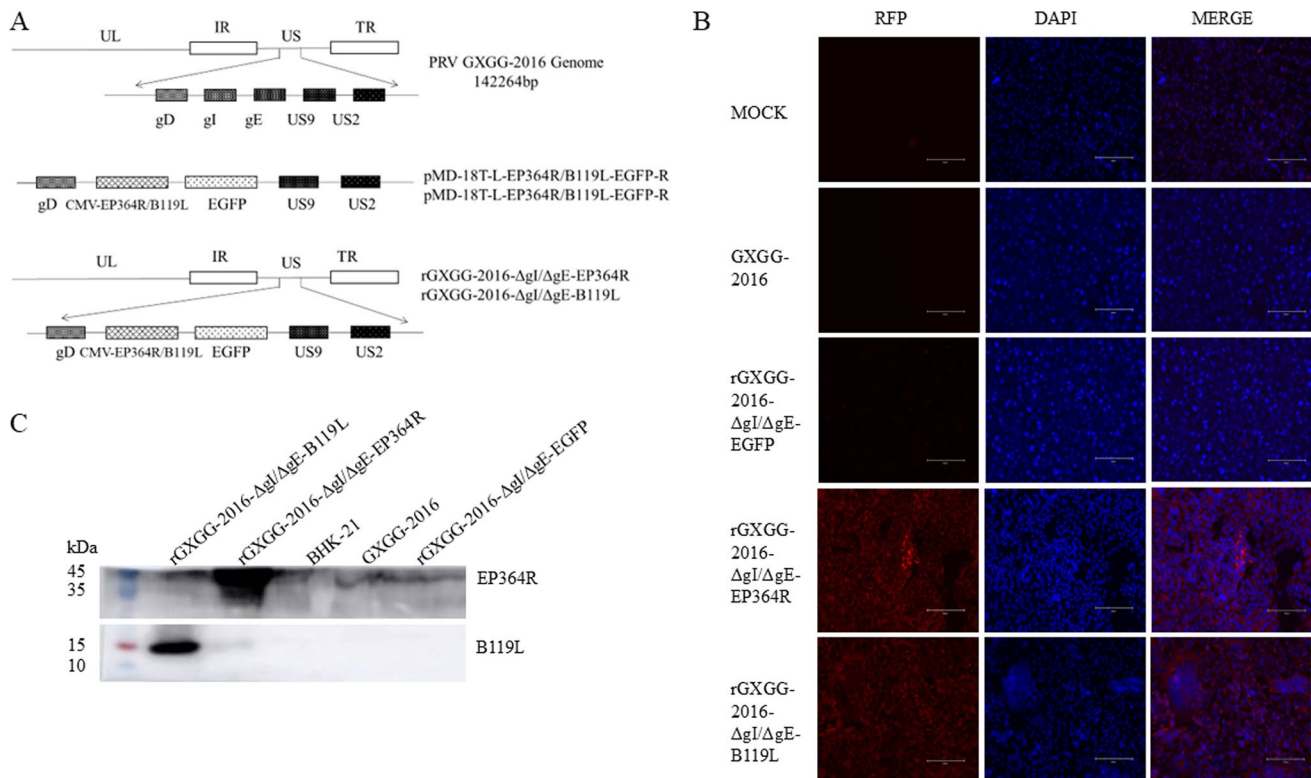 A
UL
IR
US
TR
PRV GXGG-2016 Genome
142264bp
gD
gI
gE
US9
US2
pMD-18T-L-EP364R/B119L-EGFP-R
pMD-18T-L-EP364R/B119L-EGFP-R
gD
CMV-EP364R/B119L
EGFP
US9
US2
UL
IR
US
TR
rGXGG-2016-ΔgI/ΔgE-EP364R
rGXGG-2016-ΔgI/ΔgE-B119L
gD
CMV-EP364R/B119L
EGFP
US9
US2
B
RFP
DAPI
MERGE
MOCK
GXGG-
2016
rGXGG-
2016-
ΔgI/ΔgE-
EGFP
rGXGG-
2016-
ΔgI/ΔgE-
EP364R
rGXGG-
2016-
ΔgI/ΔgE-
B119L
C
rGXGG-2016-ΔgI/ΔgE-B119L
rGXGG-2016-ΔgI/ΔgE-EP364R
BHK-21
GXGG-2016
rGXGG-2016-ΔgI/ΔgE-EGFP
kDa
45
35
EP364R
15
10
B119L